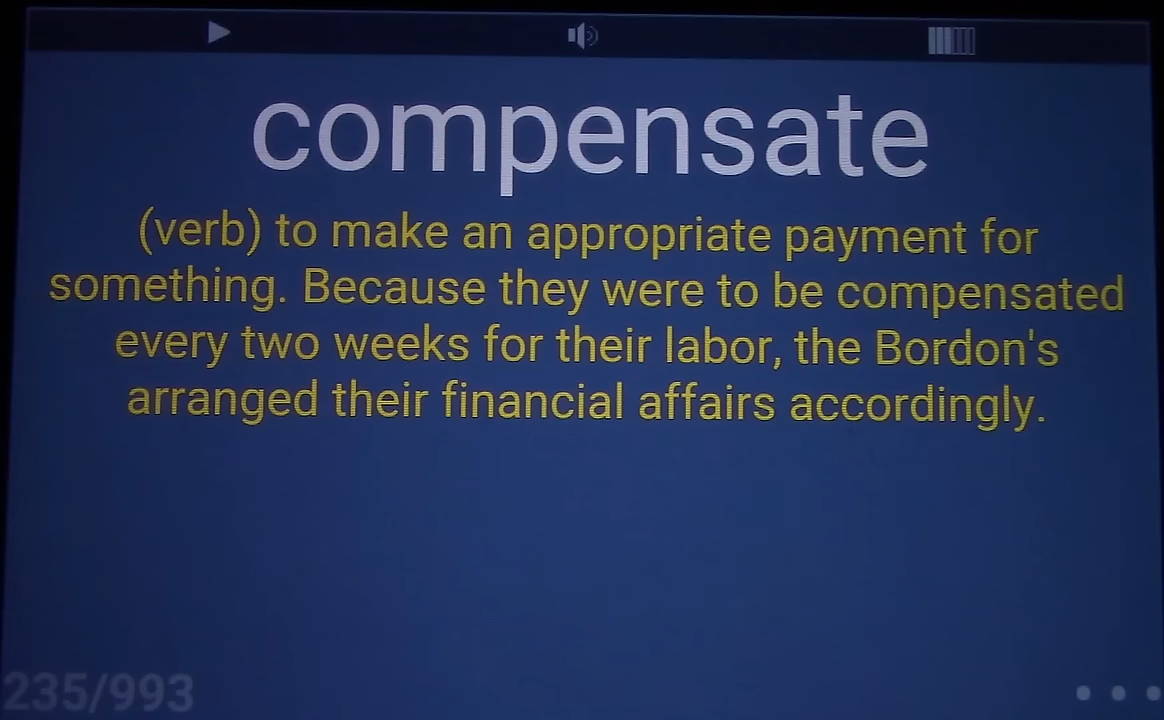 compensate
(verb) to make an appropriate payment for
something. Because they were to be compensated
every two weeks for their labor, the Bordon's
arranged their financial affairs accordingly.
235/993